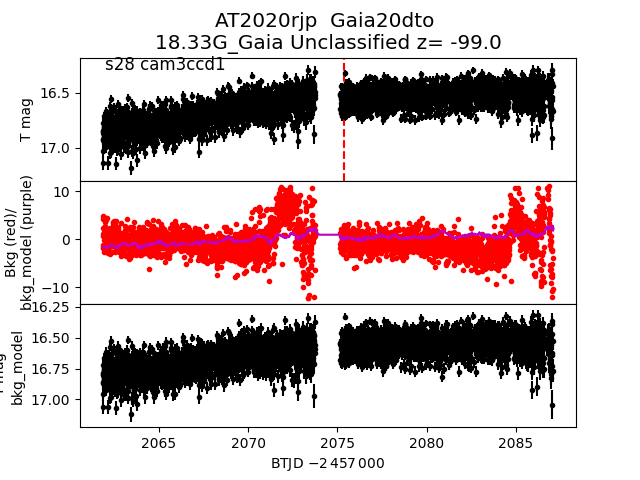 AT2020rjp  Gaia20dto
18.33G_Gaia Unclassified z= -99.0
s28 cam3ccd1
16.5
17.0
T mag
10
0
−10
Bkg (red)/
bkg_model (purple)
16.25
16.50
16.75
17.00
mag
bkg_model
2065
2070
2075
2080
2085
BTJD −2 457 000